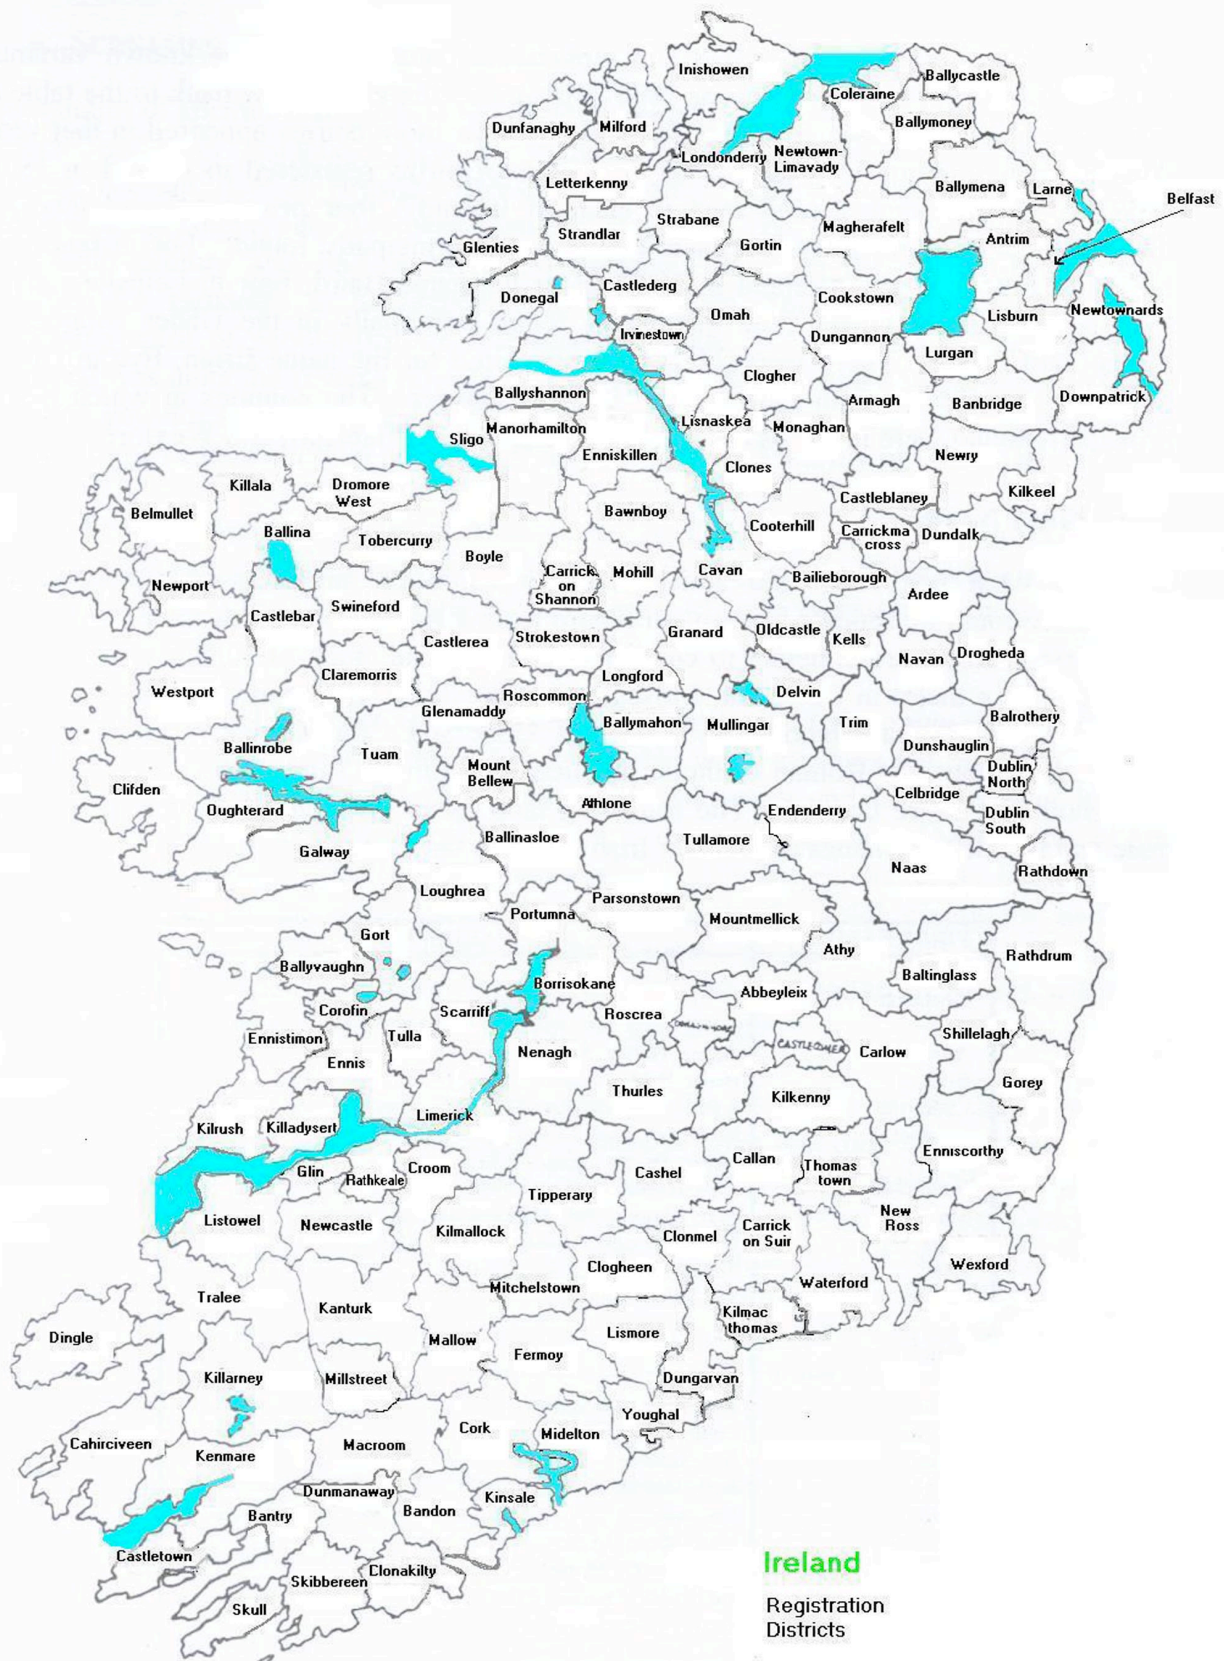 Inishowen
Ballycastle
Coleraine
Dunfanaghy
Milford
Ballymoney
Londonderry
Newtown-
Limavady
Letterkenny
Ballymena
Larne
Belfast
Strabane
Strandlar
Magherafelt
Gortin
Antrim
Glenties
Castlederg
Donegal
Cookstown
Omah
Lisburn
Newtownards
Irvinestown
Dungannon
Lurgan
Clogher
Ballyshannon
Armagh
Banbridge
Downpatrick
Lisnaskea
Manorhamilton
Monaghan
Sligo
Enniskillen
Newry
Clones
Killala
Dromore
West
Castleblaney
Kilkeel
Belmullet
Bawnboy
Cooterhill
Ballina
Tobercurry
Carrickma
cross
Dundalk
Boyle
Carrick
on
Shannon
Mohill
Cavan
Bailieborough
Newport
Ardee
Swineford
Castlebar
Castlerea
Strokestown
Granard
Oldcastle
Kells
Navan
Drogheda
Claremorris
Longford
Westport
Roscommon
Delvin
Glenamaddy
Ballymahon
Mullingar
Trim
Balrothery
Ballinrobe
Tuam
Dunshauglin
Mount
Bellew
Dublin
North
Clifden
Celbridge
Athlone
Oughterard
Endenderry
Dublin
South
Ballinasloe
Tullamore
Galway
Naas
Rathdown
Loughrea
Parsonstown
Portumna
Mountmellick
Gort
Athy
Rathdrum
Ballyvaughn
Baltinglass
Borrisokane
Abbeyleix
Corofin
Scarriff
Roscrea
Ennistimon
Tulla
Shillelagh
CASTLECOMER
Nenagh
Carlow
Ennis
Gorey
Thurles
Kilkenny
Limerick
Kilrush
Killadysert
Enniscorthy
Callan
Glin
Croom
Thomas
town
Rathkeale
Cashel
Tipperary
Listowel
Newcastle
New
Ross
Kilmallock
Carrick
on Suir
Clonmel
Wexford
Clogheen
Waterford
Mitchelstown
Tralee
Kanturk
Kilmac
thomas
Dingle
Mallow
Lismore
Fermoy
Killarney
Millstreet
Dungarvan
Youghal
Cork
Midelton
Cahirciveen
Macroom
Kenmare
Dunmanaway
Kinsale
Bandon
Bantry
Castletown
Clonakilty
Skibbereen
Skull
Ireland
Registration
Districts